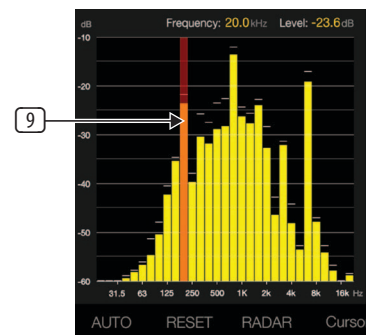 dB Frequency: 20.0 kHz Level: -23.6 dB
-10
-20
9
-30
-40
-50
-60
31.5 63 125 250 500 1K 2k 4k 8k 16k Hz
AUTO RESET RADAR Curso